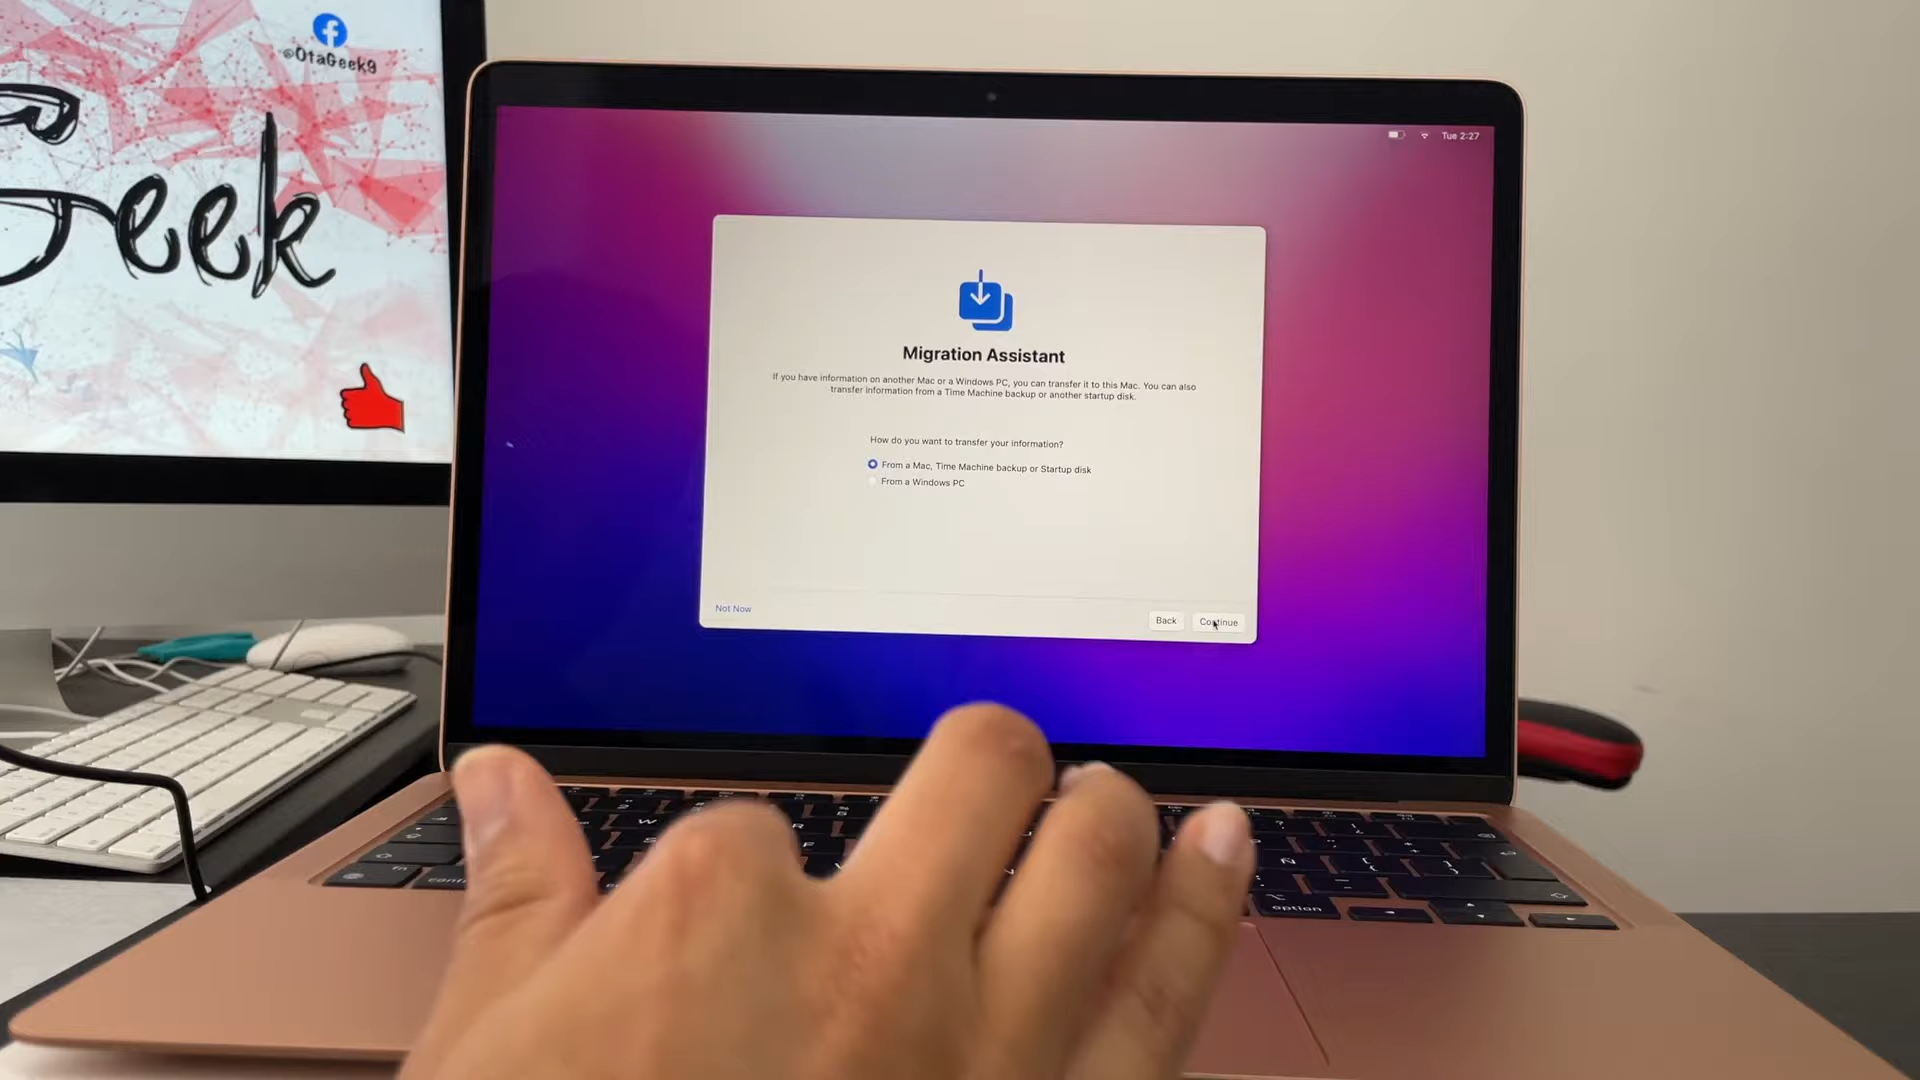 @OtaGeek9
@
Geek
Tue 2:27
Migration Assistant
If you have information on another Mac or a Windows PC, you can transfer it to this Mac. You can also
transfer information from a Time Machine backup or another startup disk.
How do you want to transfer your information?
From a Mac, Time Machine backup or Startup disk
From a Windows PC
Not Now
Back
Continue
W
R
F
Ñ
fn
option